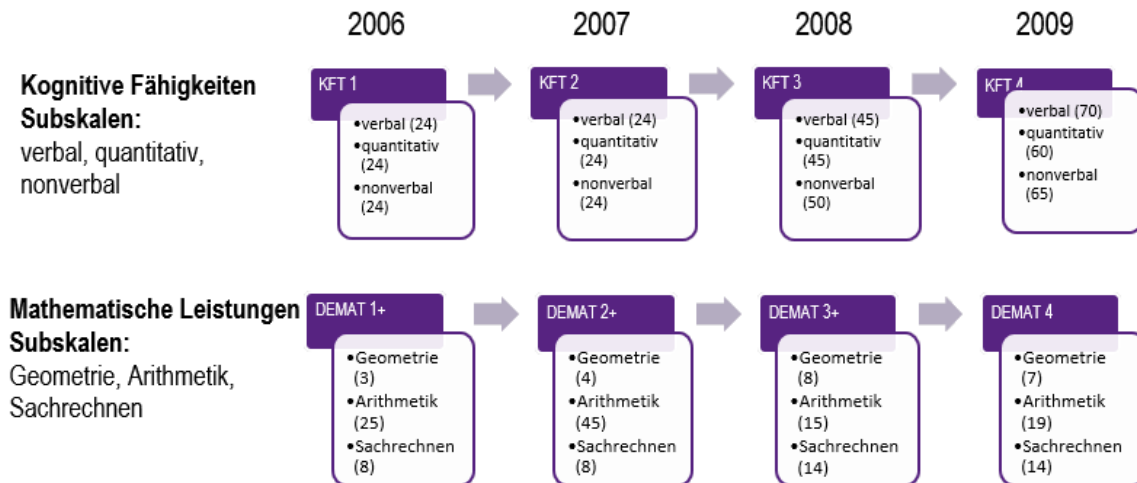 2006
2007
2008
2009
Kognitive Fähigkeiten
Subskalen:
verbal, quantitativ,
nonverbal
KFT 1
•verbal (24)
•quantitativ
(24)
•nonverbal
(24)
KFT 2
•verbal (24)
•quantitativ
(24)
•nonverbal
(24)
KFT 3
•verbal (45)
•quantitativ
(45)
•nonverbal
(50)
KFT 4
•verbal (70)
•quantitativ
(60)
•nonverbal
(65)
Mathematische Leistungen
Subskalen:
Geometrie, Arithmetik,
Sachrechnen
DEMAT 1+
•Geometrie
(3)
•Arithmetik
(25)
•Sachrechnen
(8)
DEMAT 2+
•Geometrie
(4)
•Arithmetik
(45)
•Sachrechnen
(8)
DEMAT 3+
•Geometrie
(8)
•Arithmetik
(15)
•Sachrechnen
(14)
DEMAT 4
•Geometrie
(7)
•Arithmetik
(19)
•Sachrechnen
(14)